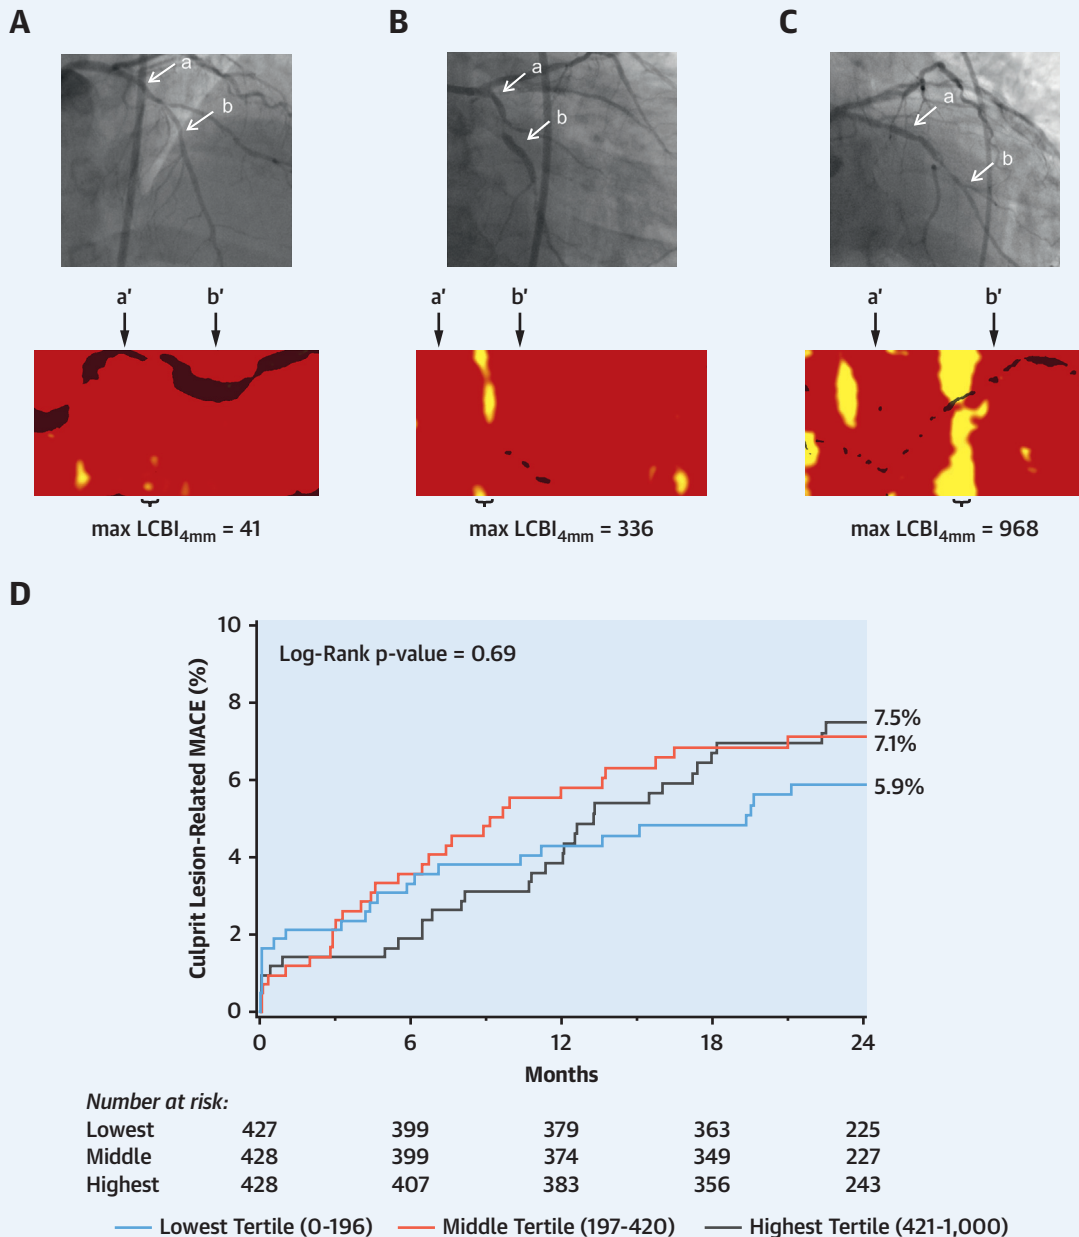 A
B
C
a
b
a
b
a
b
a′
b′
a′
b′
a′
b′
max LCBI4mm = 41
max LCBI4mm = 336
max LCBI4mm = 968
D
Culprit Lesion-Related MACE (%)
10
8
6
4
2
0
Log-Rank p-value = 0.69
7.5%
7.1%
5.9%
0 6 12 18 24
Months
Number at risk:
Lowest 427 399 379 363 225
Middle 428 399 374 349 227
Highest 428 407 383 356 243
Lowest Tertile (0-196) Middle Tertile (197-420) Highest Tertile (421-1,000)